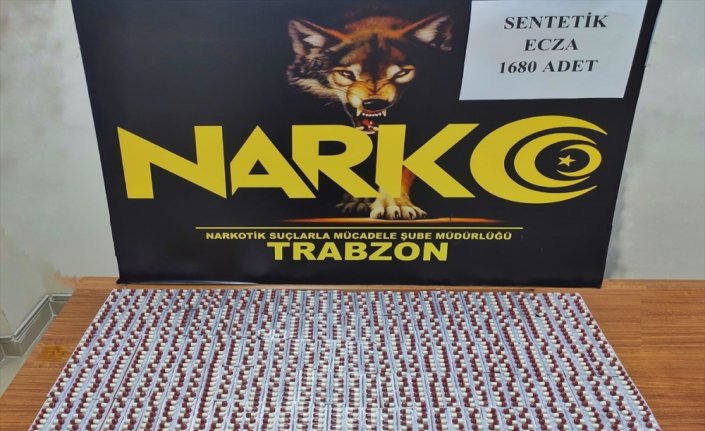 SENTETİK
ECZA
1680 ADET
NARKO
NARKOTİK SUÇLARLA MÜCADELE ŞUBE MÜDÜRLÜĞÜ
TRABZON